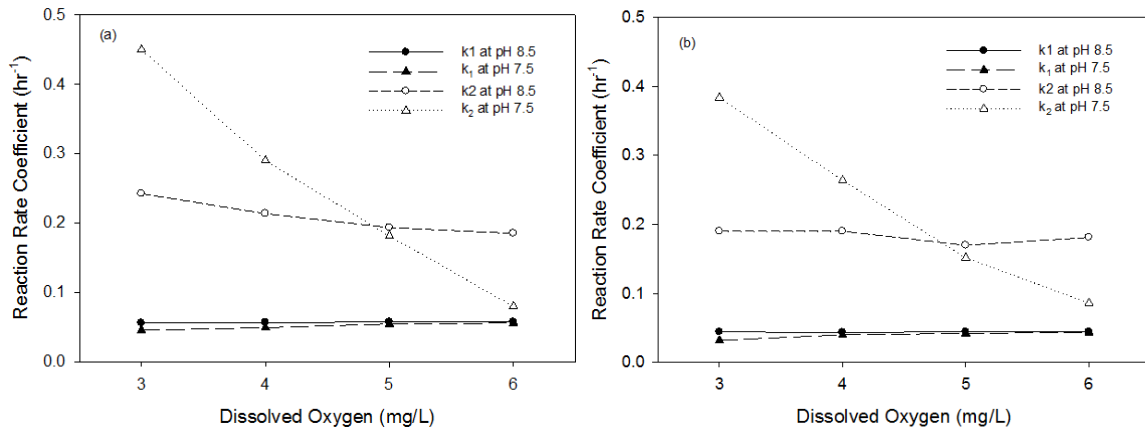 (a)
k1 at pH 8.5
k₁ at pH 7.5
k2 at pH 8.5
k₂ at pH 7.5
0.5
0.4
0.3
0.2
0.1
0.0
3 4 5 6
Reaction Rate Coefficient (hr⁻¹)
Dissolved Oxygen (mg/L)
(b)
k1 at pH 8.5
k₁ at pH 7.5
k2 at pH 8.5
k₂ at pH 7.5
0.5
0.4
0.3
0.2
0.1
0.0
3 4 5 6
Reaction Rate Coefficient (hr⁻¹)
Dissolved Oxygen (mg/L)